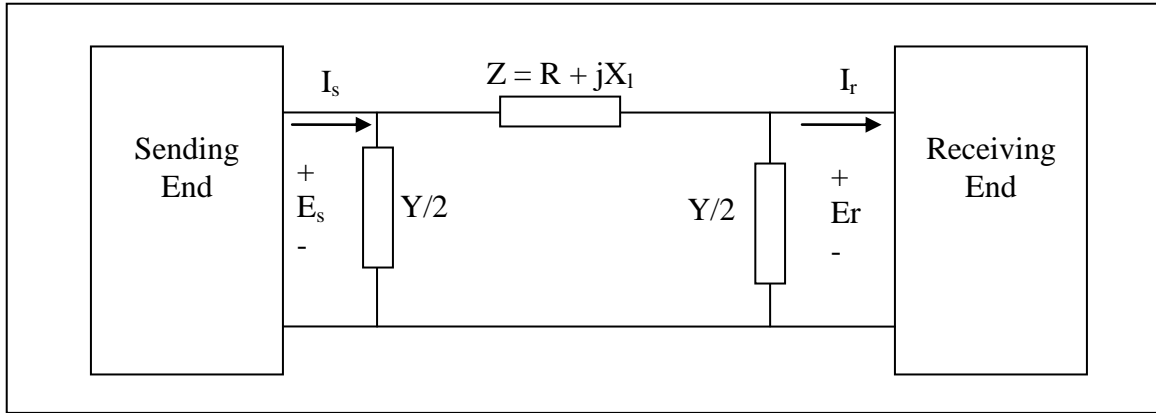 Sending
End
I_s
+
E_s
-
Y/2
Z = R + jX_l
Y/2
I_r
+
Er
-
Receiving
End